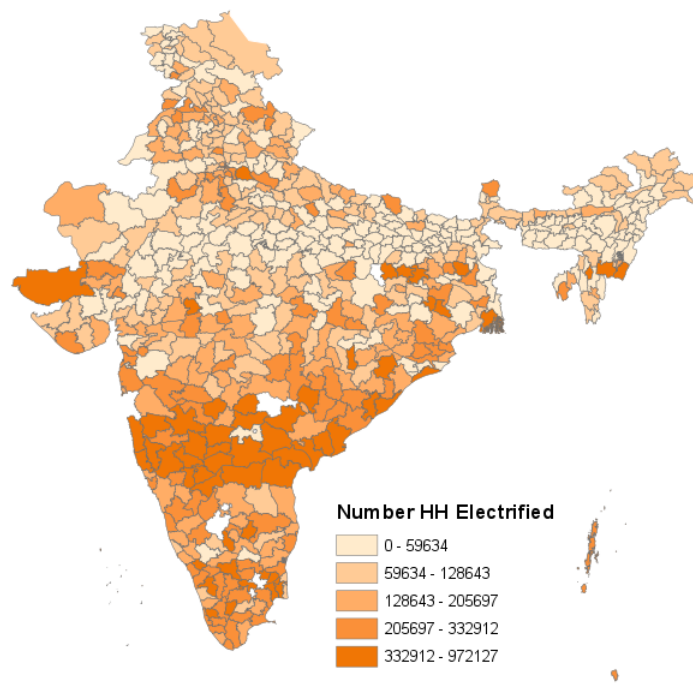 Number HH Electrified
0 - 59634
59634 - 128643
128643 - 205697
205697 - 332912
332912 - 972127